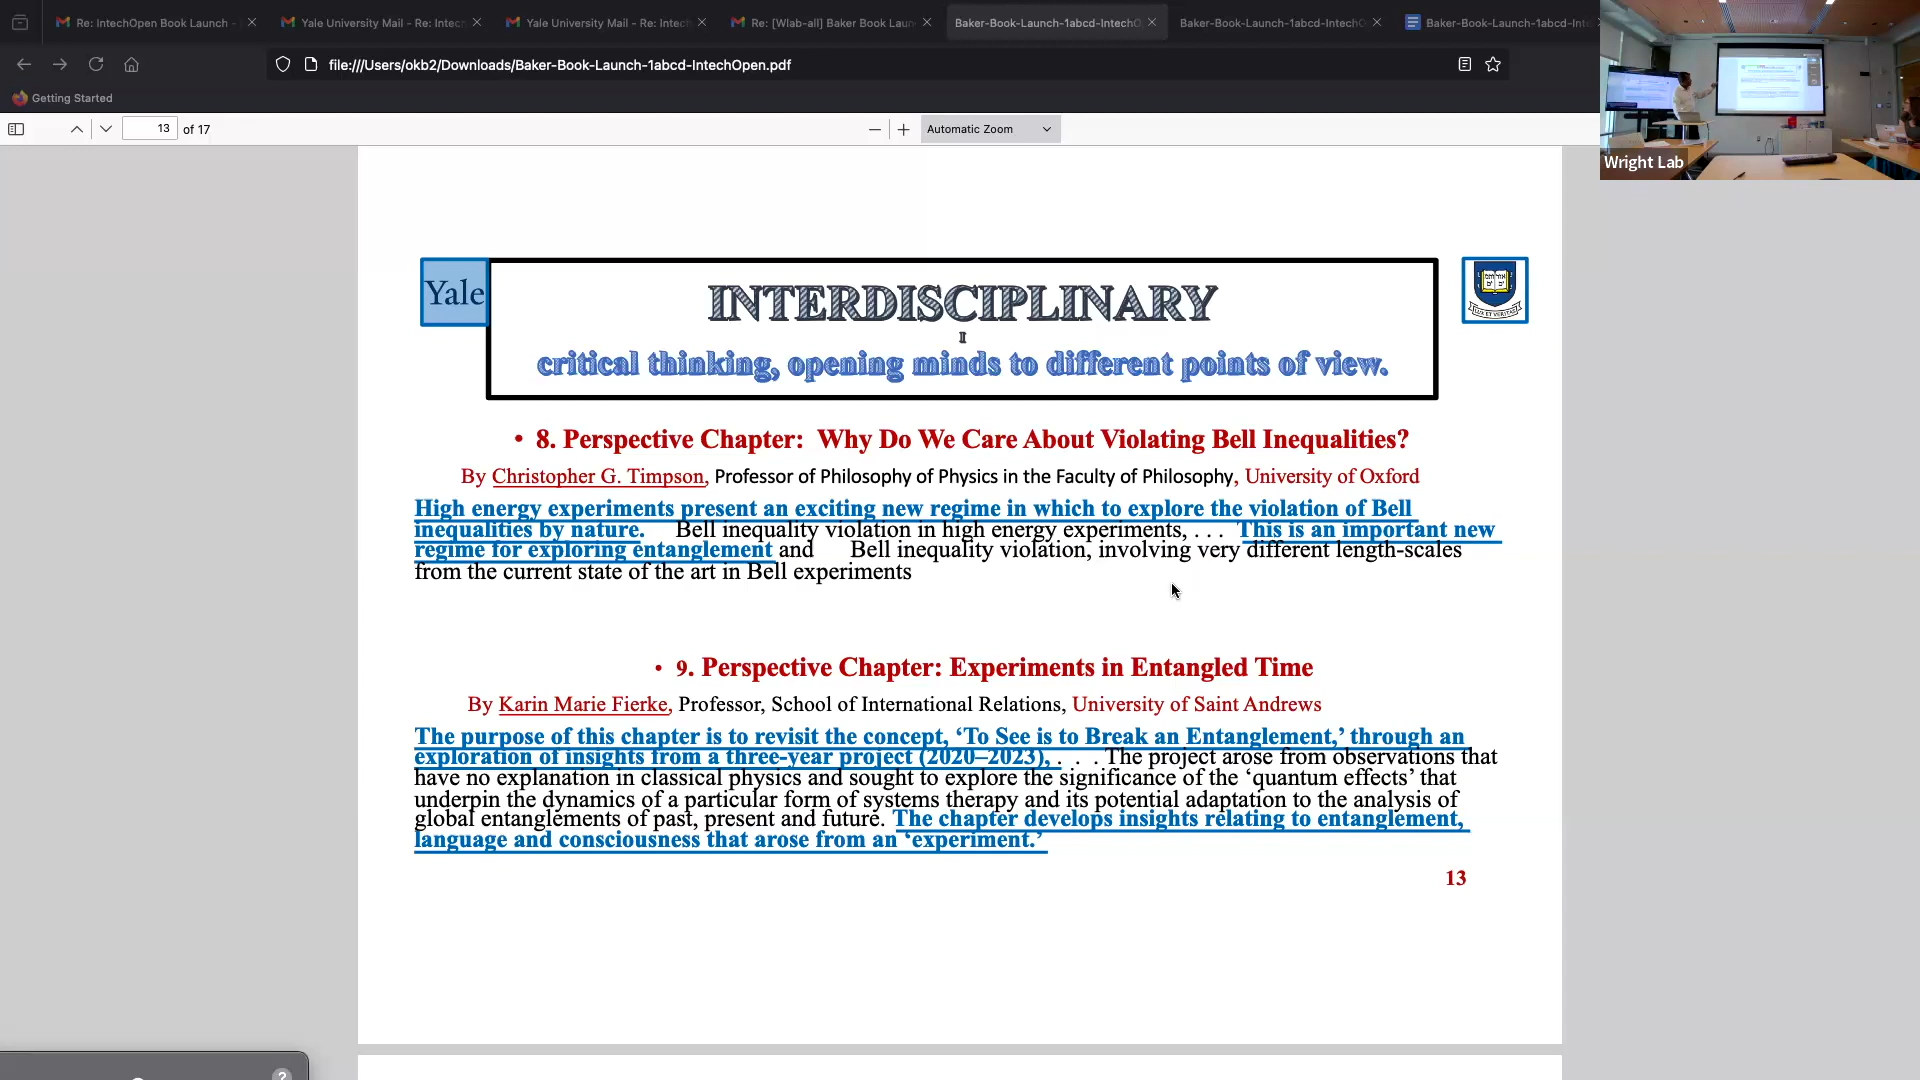 Re: IntechOpen Book Launch -
Yale University Mail - Re: Intec
Yale University Mail - Re: Intec
Re: [Wlab-all] Baker Book Laun
Baker-Book-Launch-1abcd-IntechO
Baker-Book-Launch-1abcd-IntechO
Baker-Book-Launch-1abcd-Int
file:///Users/okb2/Downloads/Baker-Book-Launch-1abcd-IntechOpen.pdf
Getting Started
13 of 17
Automatic Zoom
Wright Lab
Yale
INTERDISCIPLINARY
I
critical thinking, opening minds to different points of view.
LUX ET VERITAS
• 8. Perspective Chapter: Why Do We Care About Violating Bell Inequalities?
By Christopher G. Timpson, Professor of Philosophy of Physics in the Faculty of Philosophy, University of Oxford
High energy experiments present an exciting new regime in which to explore the violation of Bell
inequalities by nature. Bell inequality violation in high energy experiments, . . . This is an important new
regime for exploring entanglement and Bell inequality violation, involving very different length-scales
from the current state of the art in Bell experiments
• 9. Perspective Chapter: Experiments in Entangled Time
By Karin Marie Fierke, Professor, School of International Relations, University of Saint Andrews
The purpose of this chapter is to revisit the concept, ‘To See is to Break an Entanglement,’ through an
exploration of insights from a three-year project (2020–2023), . . . The project arose from observations that
have no explanation in classical physics and sought to explore the significance of the ‘quantum effects’ that
underpin the dynamics of a particular form of systems therapy and its potential adaptation to the analysis of
global entanglements of past, present and future. The chapter develops insights relating to entanglement,
language and consciousness that arose from an ‘experiment.’
13
?